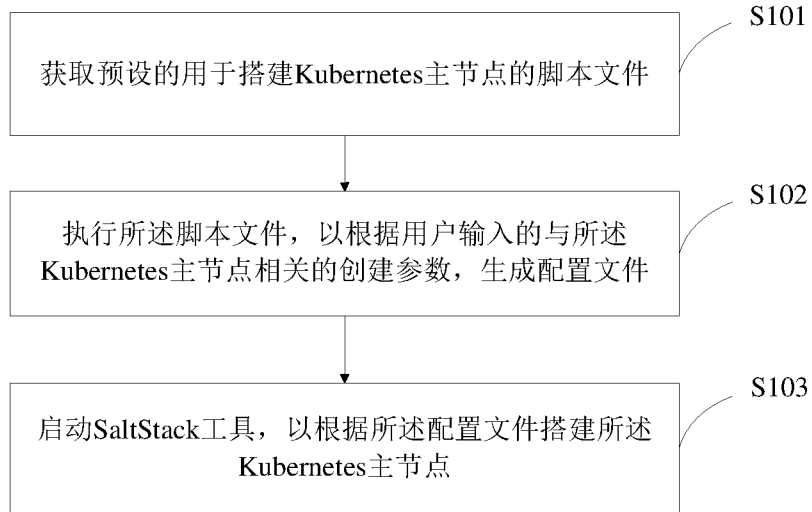 S101
获取预设的用于搭建Kubernetes主节点的脚本文件
S102
执行所述脚本文件，以根据用户输入的与所述
Kubernetes主节点相关的创建参数，生成配置文件
S103
启动SaltStack工具，以根据所述配置文件搭建所述
Kubernetes主节点